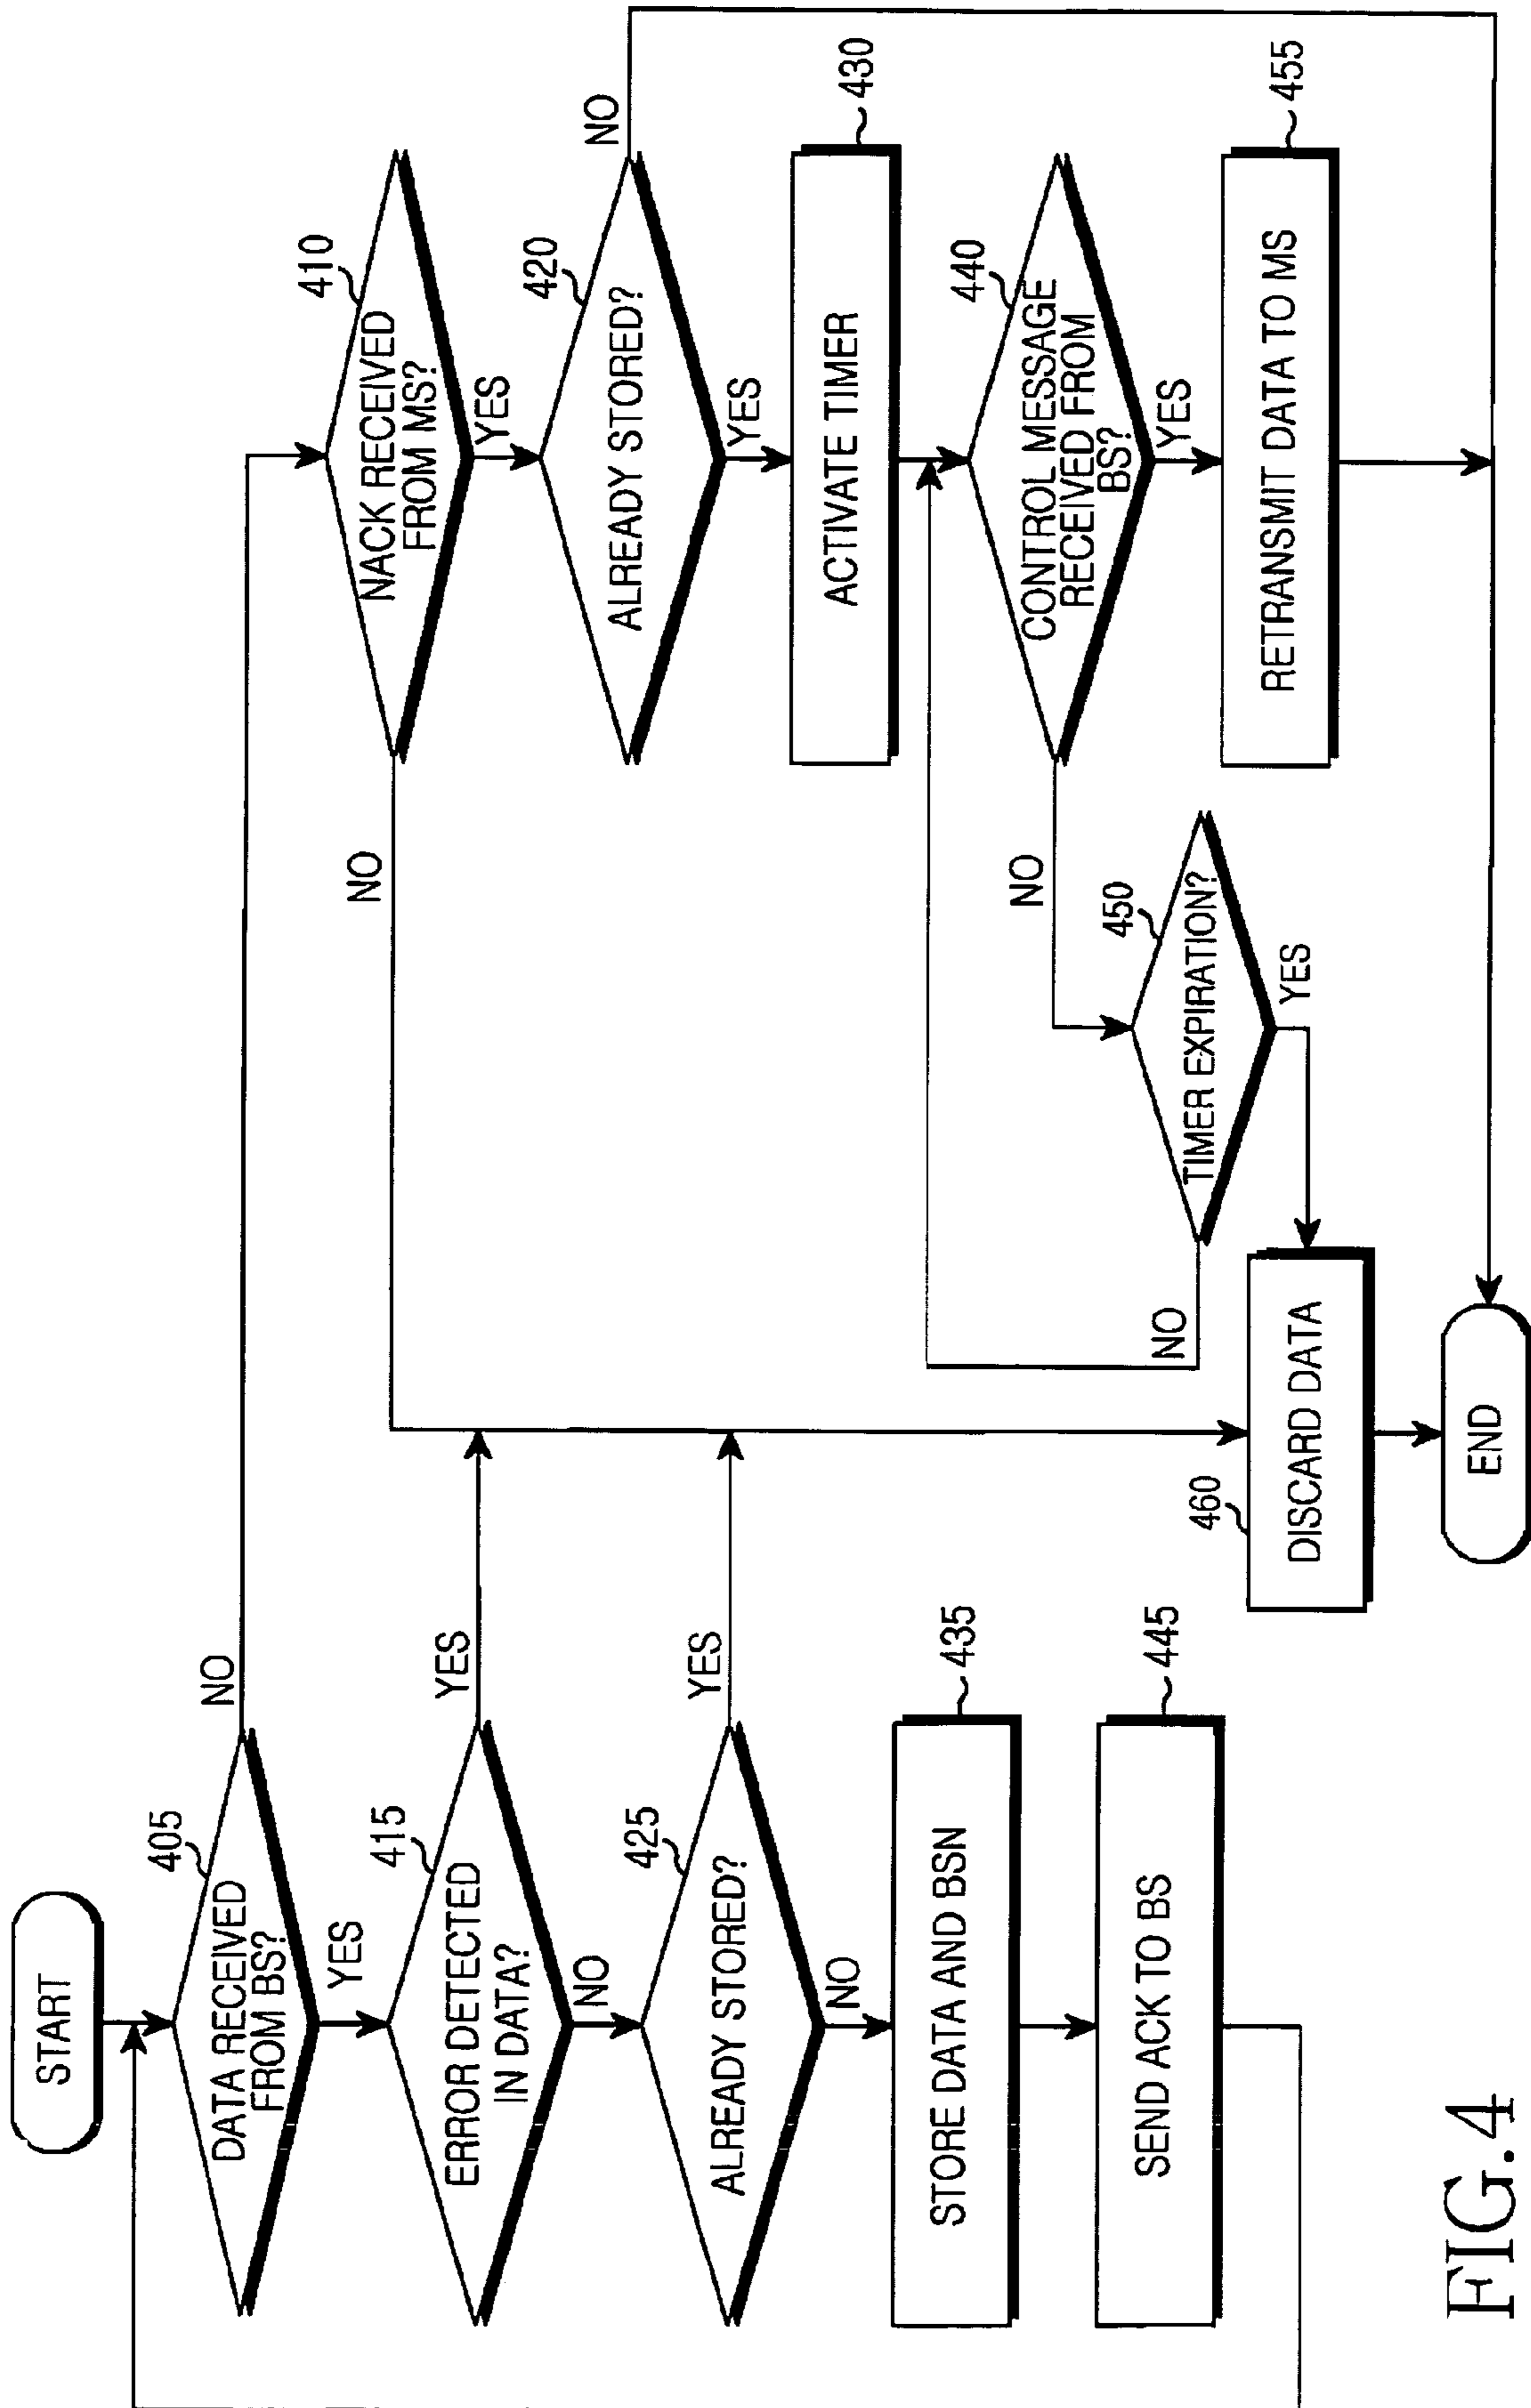 START
405
DATA RECEIVED
FROM BS?
NO
YES
415
ERROR DETECTED
IN DATA?
YES
NO
425
ALREADY STORED?
YES
NO
STORE DATA AND BSN
435
SEND ACK TO BS
445
410
NACK RECEIVED
FROM MS?
NO
YES
420
ALREADY STORED?
NO
YES
ACTIVATE TIMER
430
440
CONTROL MESSAGE
RECEIVED FROM
BS?
NO
YES
450
TIMER EXPIRATION?
NO
YES
RETRANSMIT DATA TO MS
455
460
DISCARD DATA
END
FIG.4